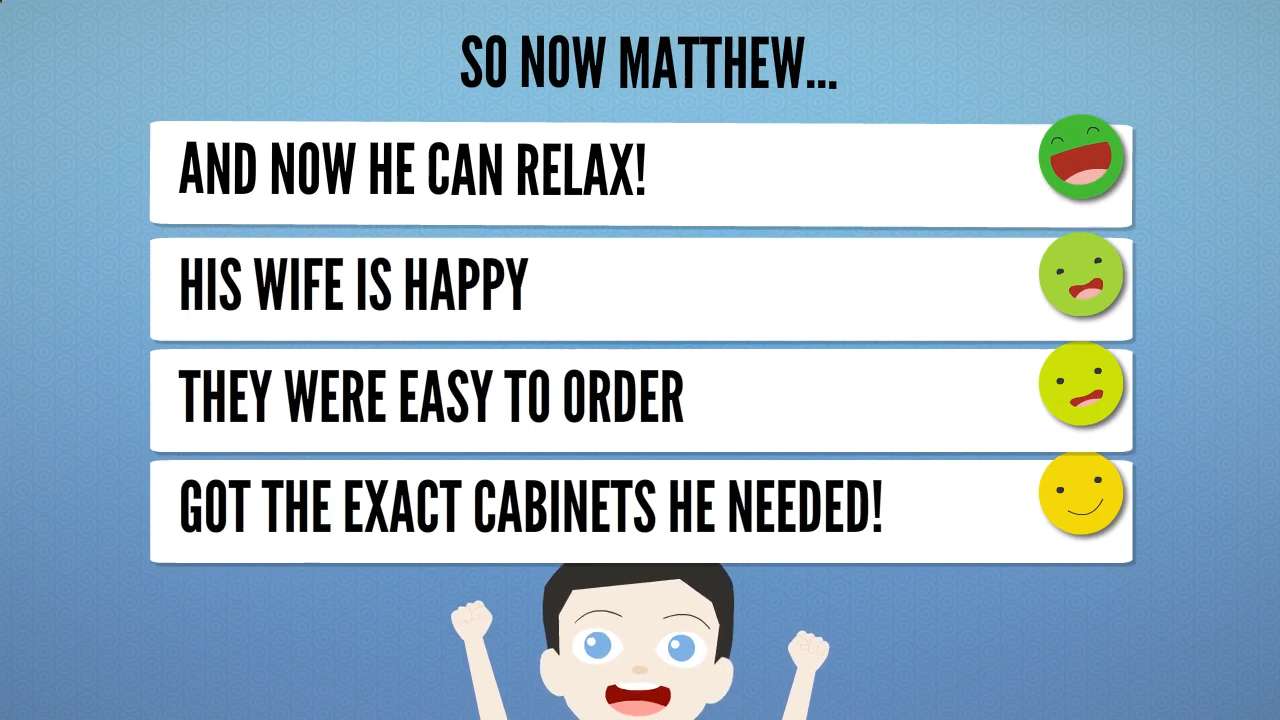 SO NOW MATTHEW...
AND NOW HE CAN RELAX!
HIS WIFE IS HAPPY
THEY WERE EASY TO ORDER
GOT THE EXACT CABINETS HE NEEDED!